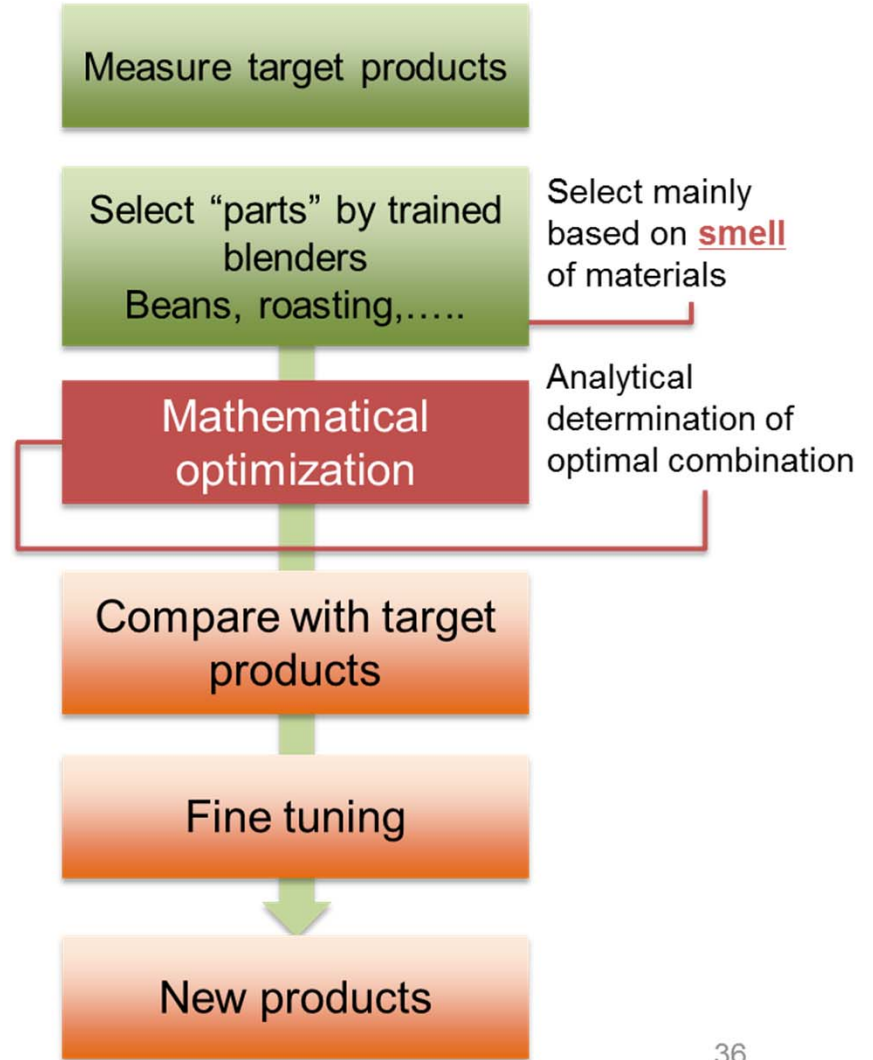 Measure target products
Select “parts” by trained
blenders
Beans, roasting,.....
Select mainly
based on smell
of materials
Mathematical
optimization
Analytical
determination of
optimal combination
Compare with target
products
Fine tuning
New products
36